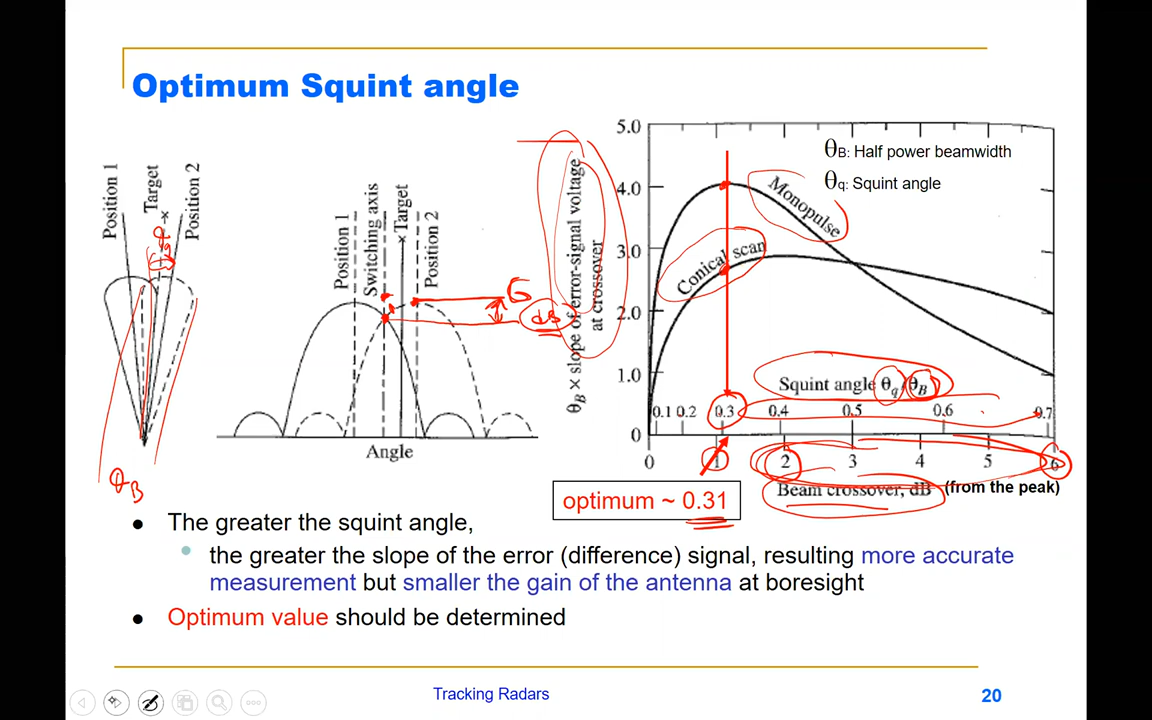 Optimum Squint angle
Position 1
Target
Position 2
θq
θB
Position 1
Switching axis
Target
Position 2
G
dB
Angle
θB × slope of error-signal voltage
at crossover
5.0
4.0
3.0
2.0
1.0
0
θB: Half power beamwidth
θq: Squint angle
Monopulse
Conical scan
Squint angle θq/θB
0.1 0.2 0.3 0.4 0.5 0.6 0.7
0 1 2 3 4 5 6
Beam crossover, dB (from the peak)
optimum ~ 0.31
● The greater the squint angle,
● the greater the slope of the error (difference) signal, resulting more accurate
measurement but smaller the gain of the antenna at boresight
● Optimum value should be determined
Tracking Radars
20